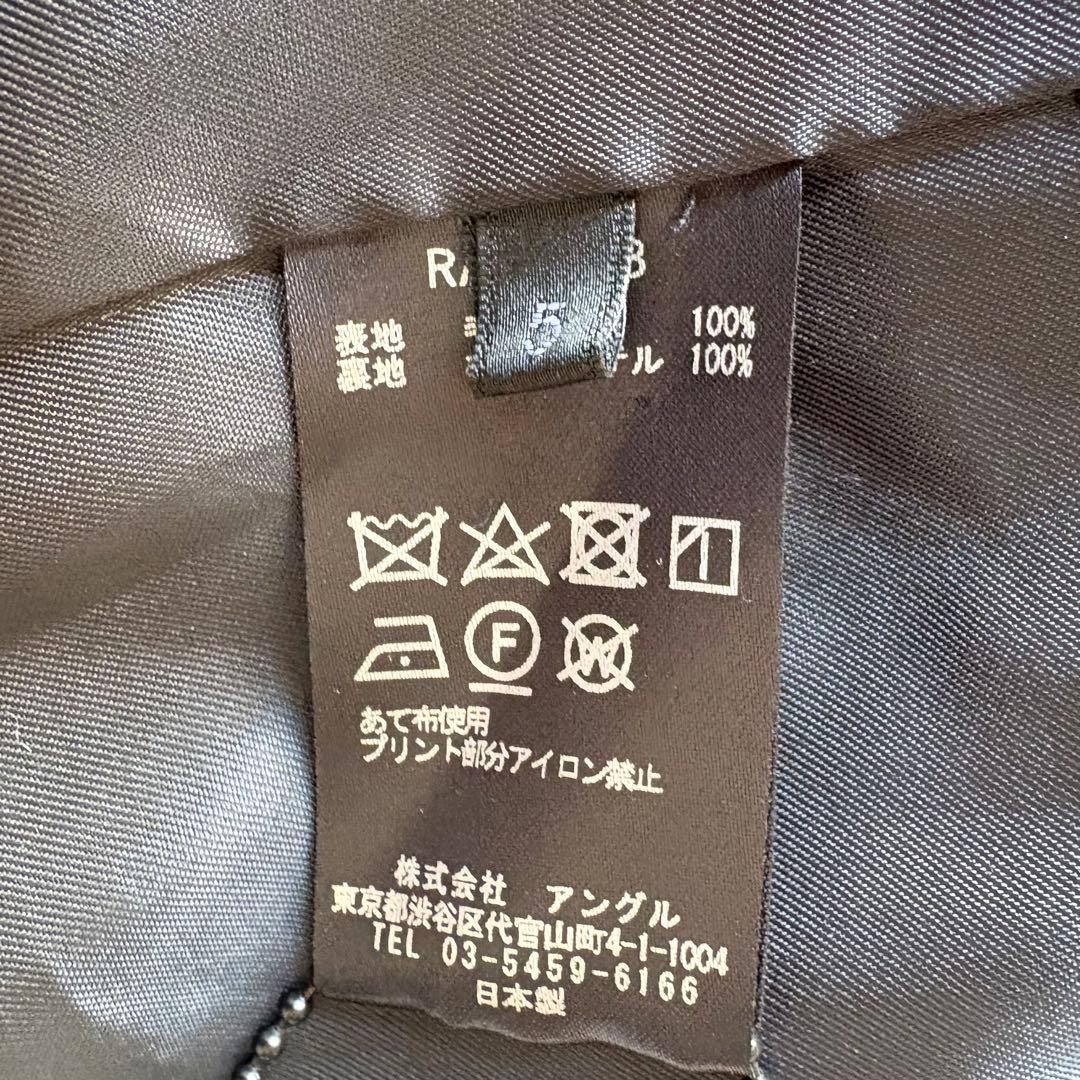 5
表地 100%
裏地 テル 100%
F
W
あて布使用
プリント部分アイロン禁止
株式会社 アングル
東京都渋谷区代官山町4-1-1004
TEL 03-5459-6166
日本製